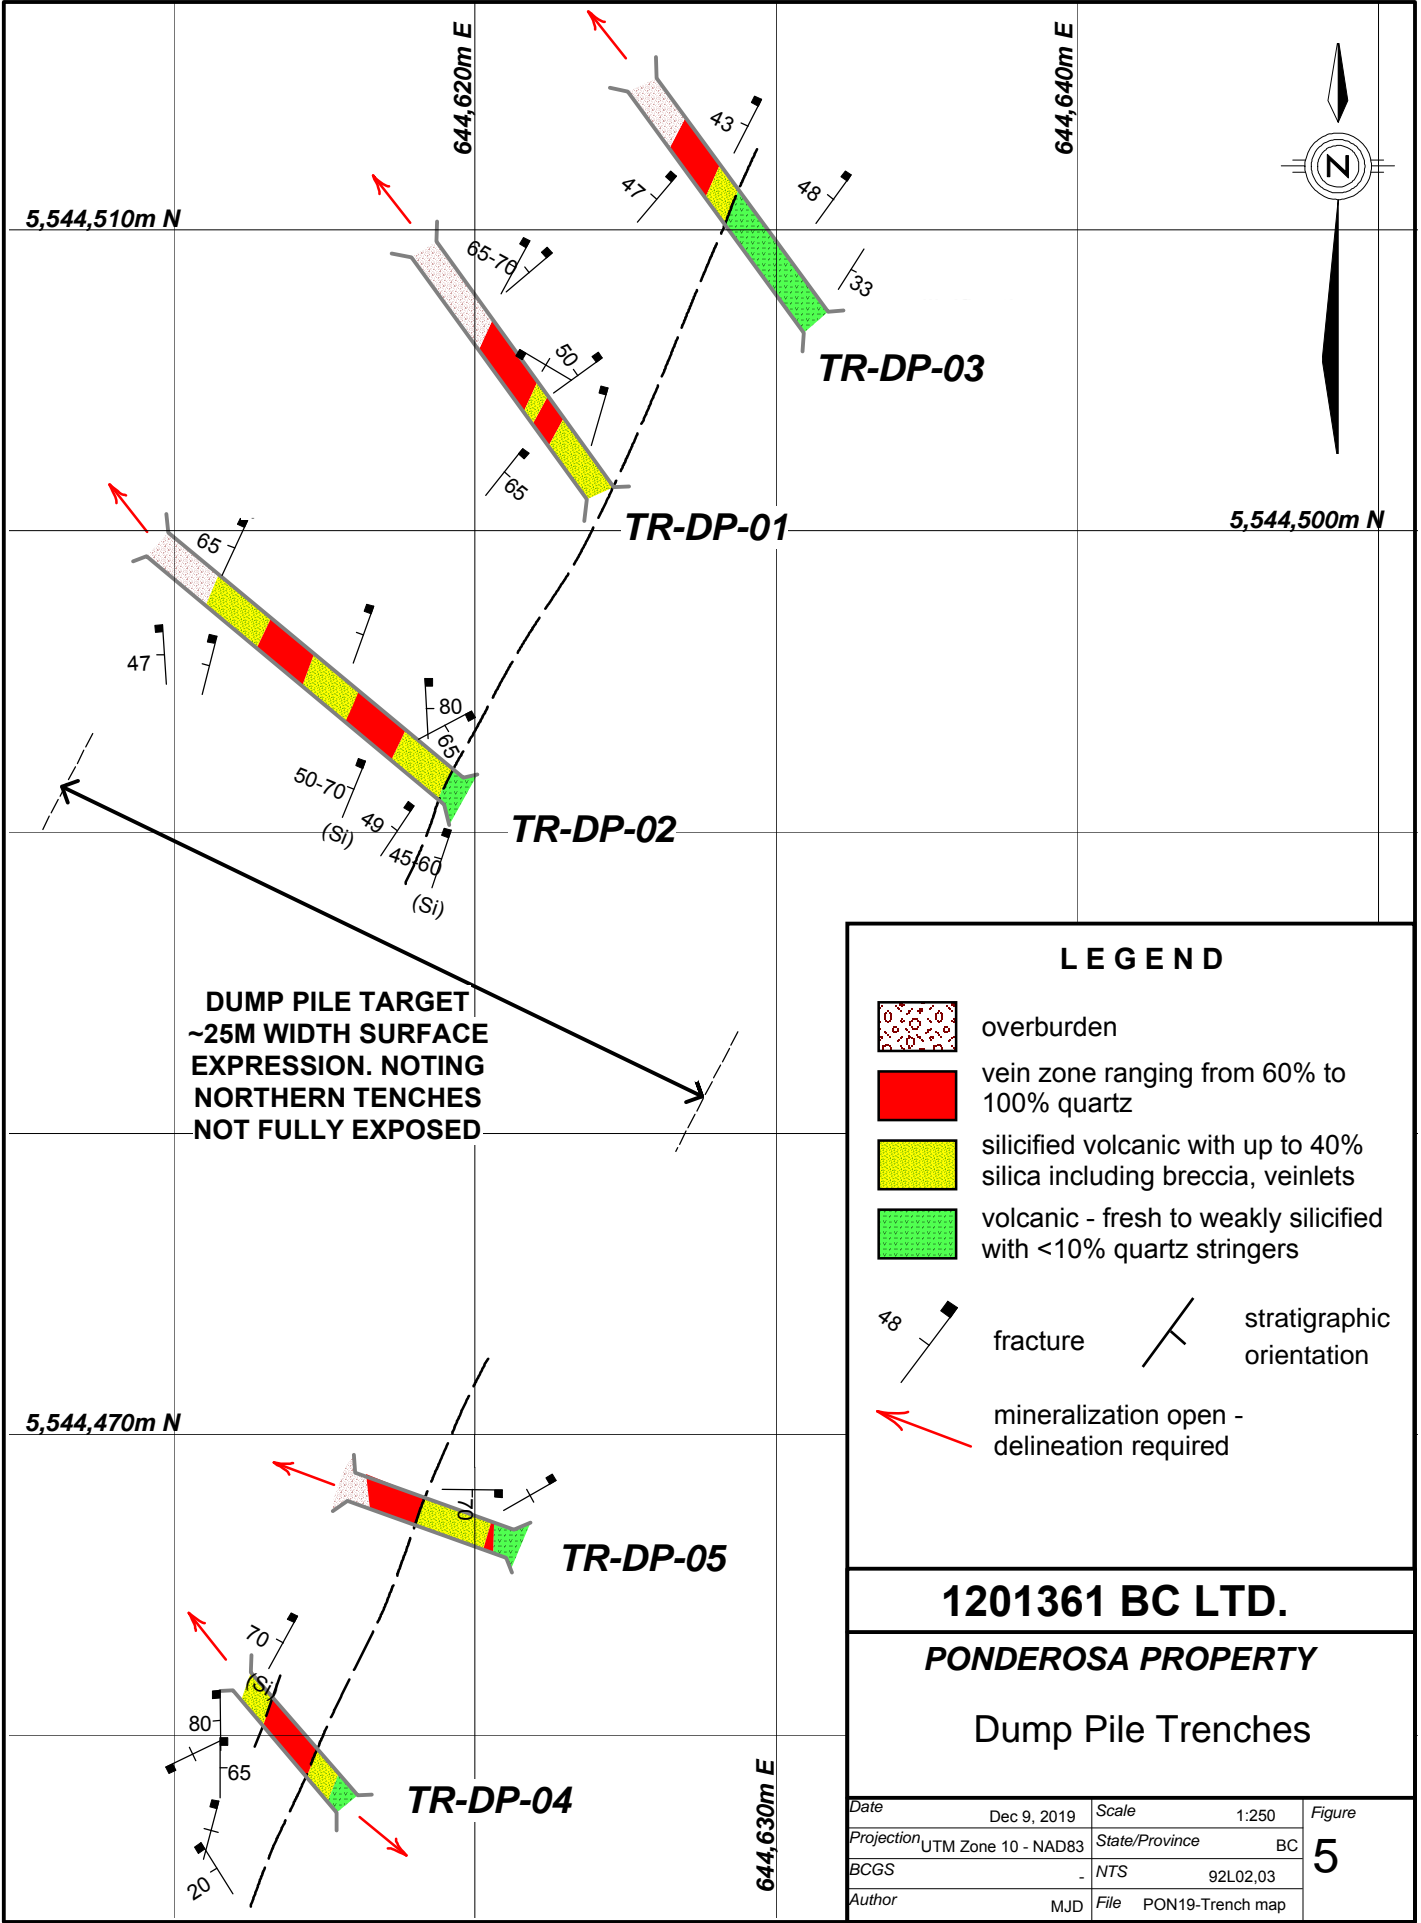 644,620m E
644,640m E
43
47
48
N
5,544,510m N
65-70
33
TR-DP-03
50
65
TR-DP-01
5,544,500m N
65
47
80
65
50-70
(Si)
49
45-60
(Si)
TR-DP-02
DUMP PILE TARGET
~25M WIDTH SURFACE
EXPRESSION. NOTING
NORTHERN TENCHES
NOT FULLY EXPOSED
LEGEND
overburden
vein zone ranging from 60% to
100% quartz
silicified volcanic with up to 40%
silica including breccia, veinlets
volcanic - fresh to weakly silicified
with <10% quartz stringers
48
fracture
stratigraphic
orientation
mineralization open -
delineation required
5,544,470m N
70
TR-DP-05
70
(Si)
80
65
20
TR-DP-04
644,630m E
1201361 BC LTD.
PONDEROSA PROPERTY
Dump Pile Trenches
Date Dec 9, 2019 Scale 1:250 Figure
Projection UTM Zone 10 - NAD83 State/Province BC 5
BCGS - NTS 92L02,03
Author MJD File PON19-Trench map